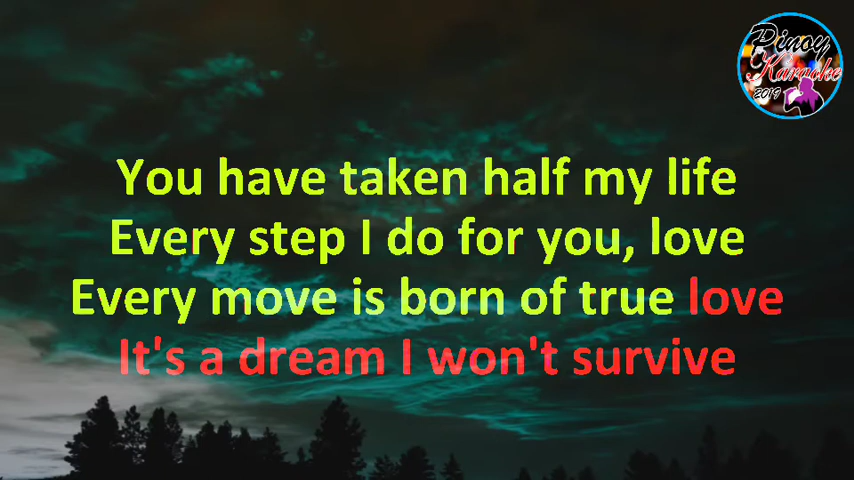 Pinoy
Karaoke
2019
You have taken half my life
Every step I do for you, love
Every move is born of true love
It's a dream I won't survive